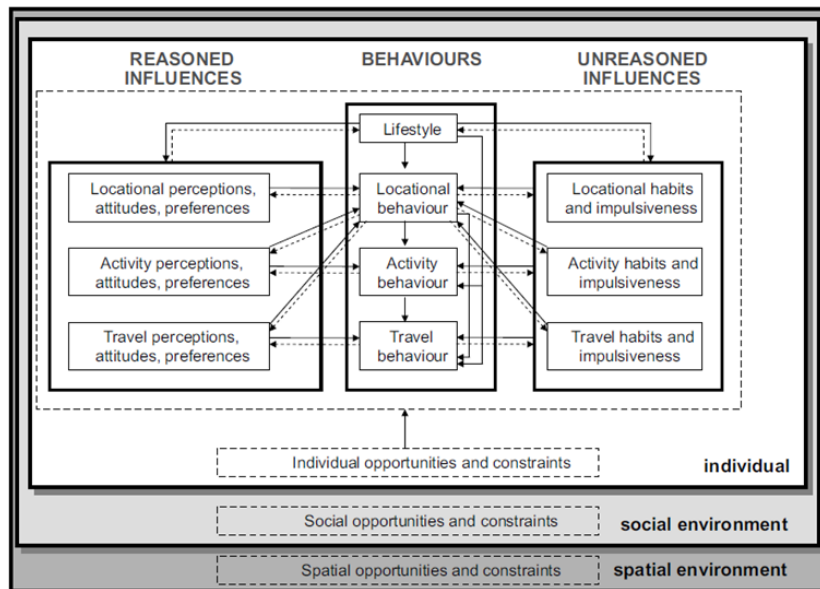 REASONED
INFLUENCES
BEHAVIOURS
UNREASONED
INFLUENCES
Lifestyle
Locational perceptions,
attitudes, preferences
Locational
behaviour
Locational habits
and impulsiveness
Activity perceptions,
attitudes, preferences
Activity
behaviour
Activity habits and
impulsiveness
Travel perceptions,
attitudes, preferences
Travel
behaviour
Travel habits and
impulsiveness
Individual opportunities and constraints
individual
Social opportunities and constraints
social environment
Spatial opportunities and constraints
spatial environment